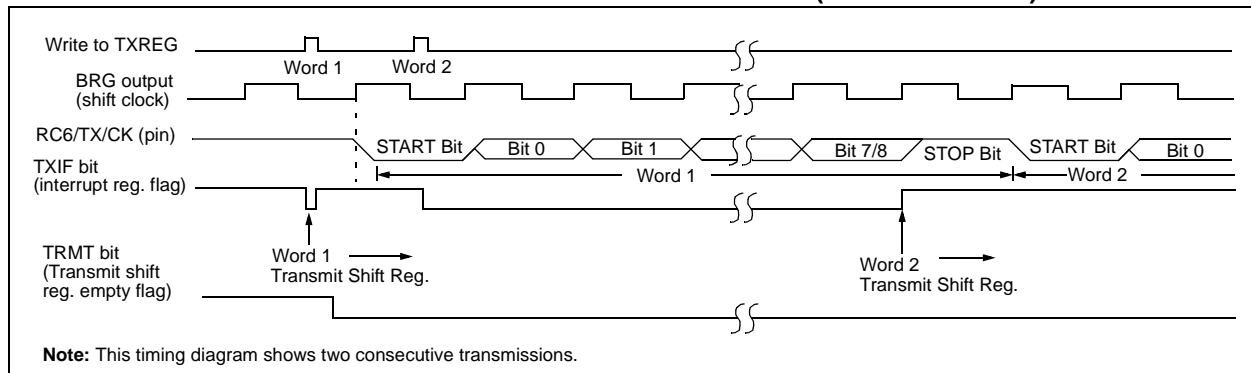 Write to TXREG
Word 1
Word 2
BRG output
(shift clock)
RC6/TX/CK (pin)
START Bit
Bit 0
Bit 1
Bit 7/8
STOP Bit
START Bit
Bit 0
TXIF bit
(interrupt reg. flag)
Word 1
Word 2
Word 1
Transmit Shift Reg.
Word 2
Transmit Shift Reg.
TRMT bit
(Transmit shift
reg. empty flag)
Note: This timing diagram shows two consecutive transmissions.